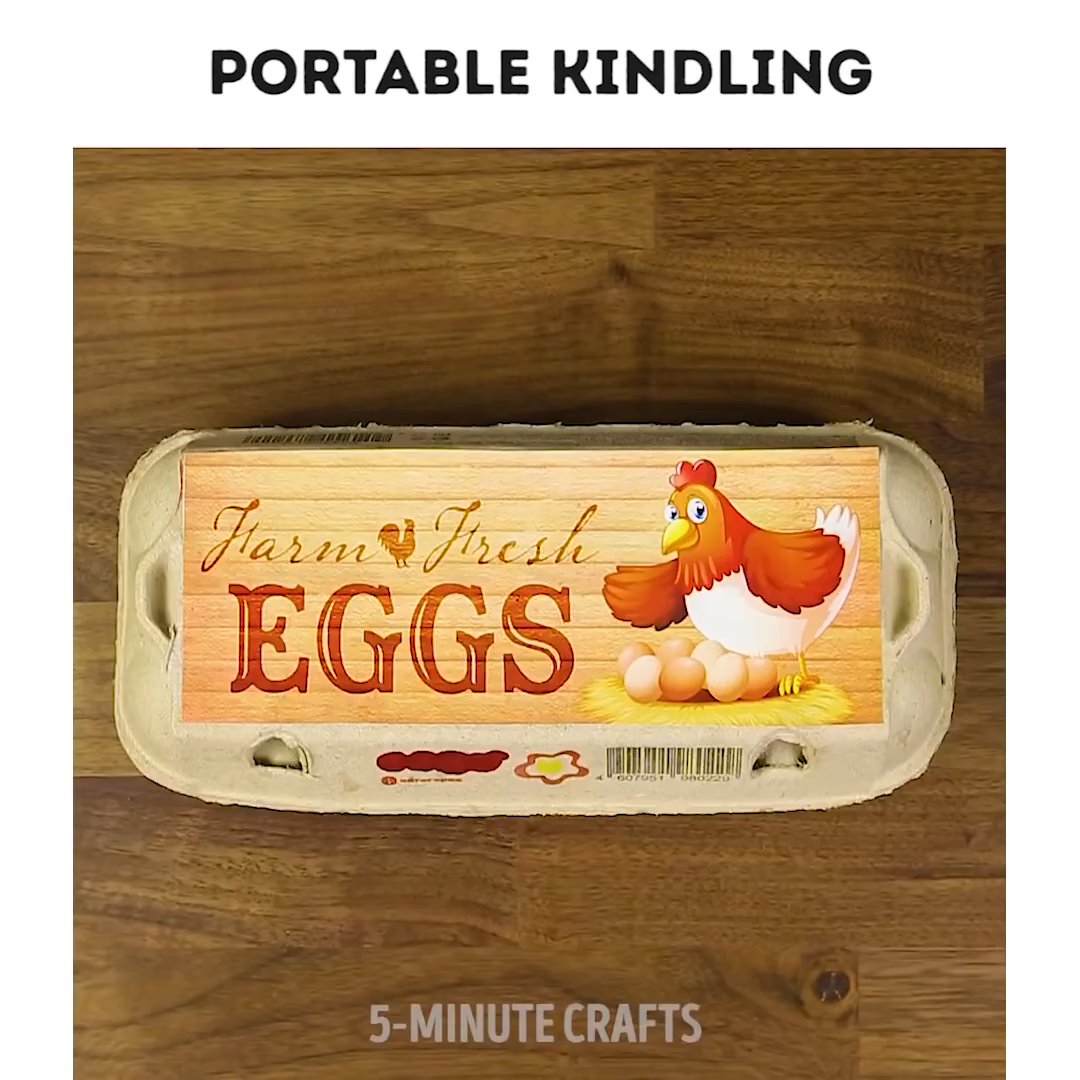 PORTABLE KINDLING
Farm Fresh
EGGS
4 607951 080220
5-MINUTE CRAFTS